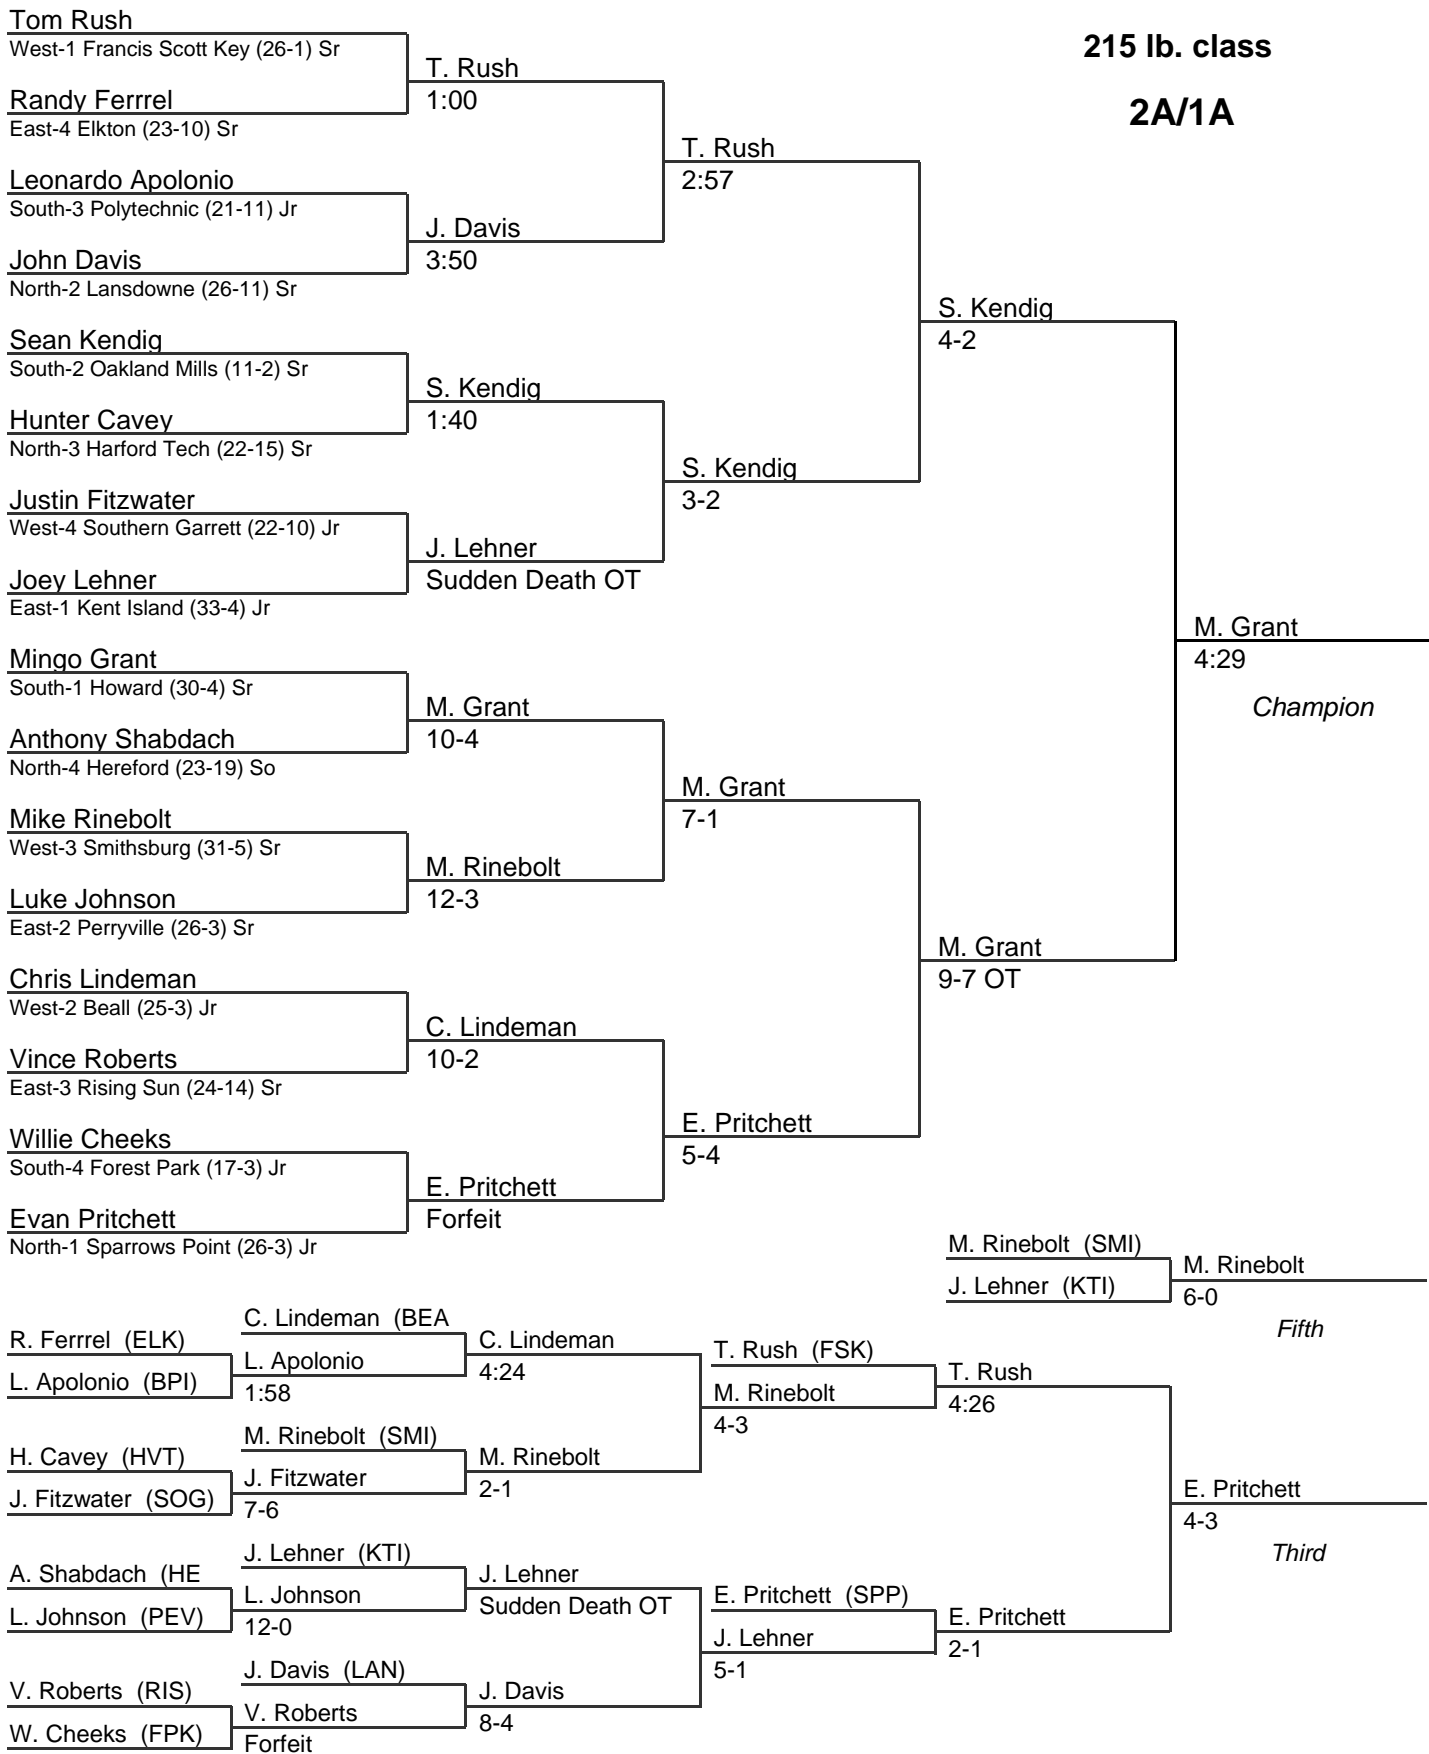 Tom Rush
West-1 Francis Scott Key (26-1) Sr
215 lb. class
T. Rush
1:00
Randy Ferrrel
East-4 Elkton (23-10) Sr
2A/1A
T. Rush
2:57
Leonardo Apolonio
South-3 Polytechnic (21-11) Jr
J. Davis
3:50
John Davis
North-2 Lansdowne (26-11) Sr
S. Kendig
4-2
Sean Kendig
South-2 Oakland Mills (11-2) Sr
S. Kendig
1:40
Hunter Cavey
North-3 Harford Tech (22-15) Sr
S. Kendig
3-2
Justin Fitzwater
West-4 Southern Garrett (22-10) Jr
J. Lehner
Sudden Death OT
Joey Lehner
East-1 Kent Island (33-4) Jr
M. Grant
4:29
Champion
Mingo Grant
South-1 Howard (30-4) Sr
M. Grant
10-4
Anthony Shabdach
North-4 Hereford (23-19) So
M. Grant
7-1
Mike Rinebolt
West-3 Smithsburg (31-5) Sr
M. Rinebolt
12-3
Luke Johnson
East-2 Perryville (26-3) Sr
M. Grant
9-7 OT
Chris Lindeman
West-2 Beall (25-3) Jr
C. Lindeman
10-2
Vince Roberts
East-3 Rising Sun (24-14) Sr
E. Pritchett
5-4
Willie Cheeks
South-4 Forest Park (17-3) Jr
E. Pritchett
Forfeit
Evan Pritchett
North-1 Sparrows Point (26-3) Jr
M. Rinebolt (SMI)
J. Lehner (KTI)
M. Rinebolt
6-0
Fifth
R. Ferrrel (ELK)
L. Apolonio (BPI)
C. Lindeman (BEA
L. Apolonio
1:58
C. Lindeman
4:24
T. Rush (FSK)
M. Rinebolt
4-3
T. Rush
4:26
H. Cavey (HVT)
J. Fitzwater (SOG)
M. Rinebolt (SMI)
J. Fitzwater
7-6
M. Rinebolt
2-1
E. Pritchett
4-3
Third
A. Shabdach (HE
L. Johnson (PEV)
J. Lehner (KTI)
L. Johnson
12-0
J. Lehner
Sudden Death OT
E. Pritchett (SPP)
J. Lehner
5-1
E. Pritchett
2-1
V. Roberts (RIS)
W. Cheeks (FPK)
J. Davis (LAN)
V. Roberts
Forfeit
J. Davis
8-4